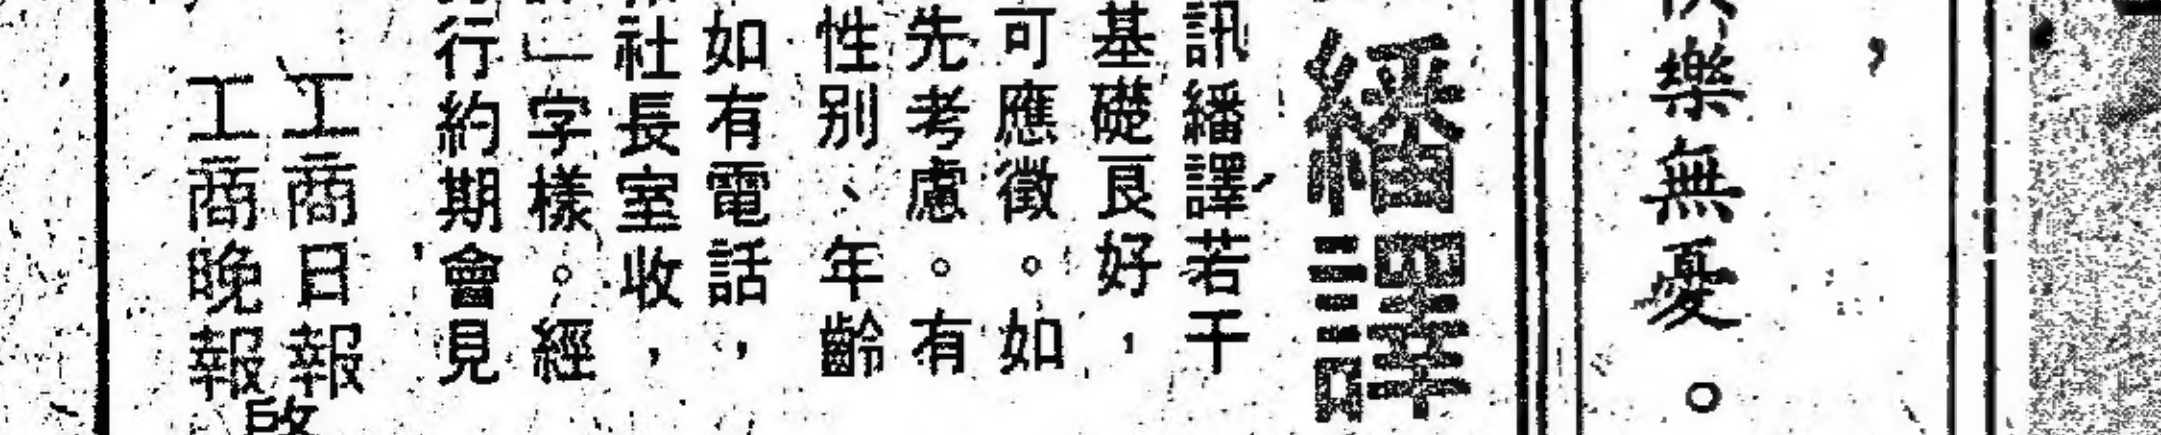 ，
樂無憂。
繙譯
訊繙譯若干
基礎良好，
可應徵。如
先考慮。有
性别、年齡
如有電話，
社長室收，
」字樣。經
行約期會見
工商日報
工商晚報
啟